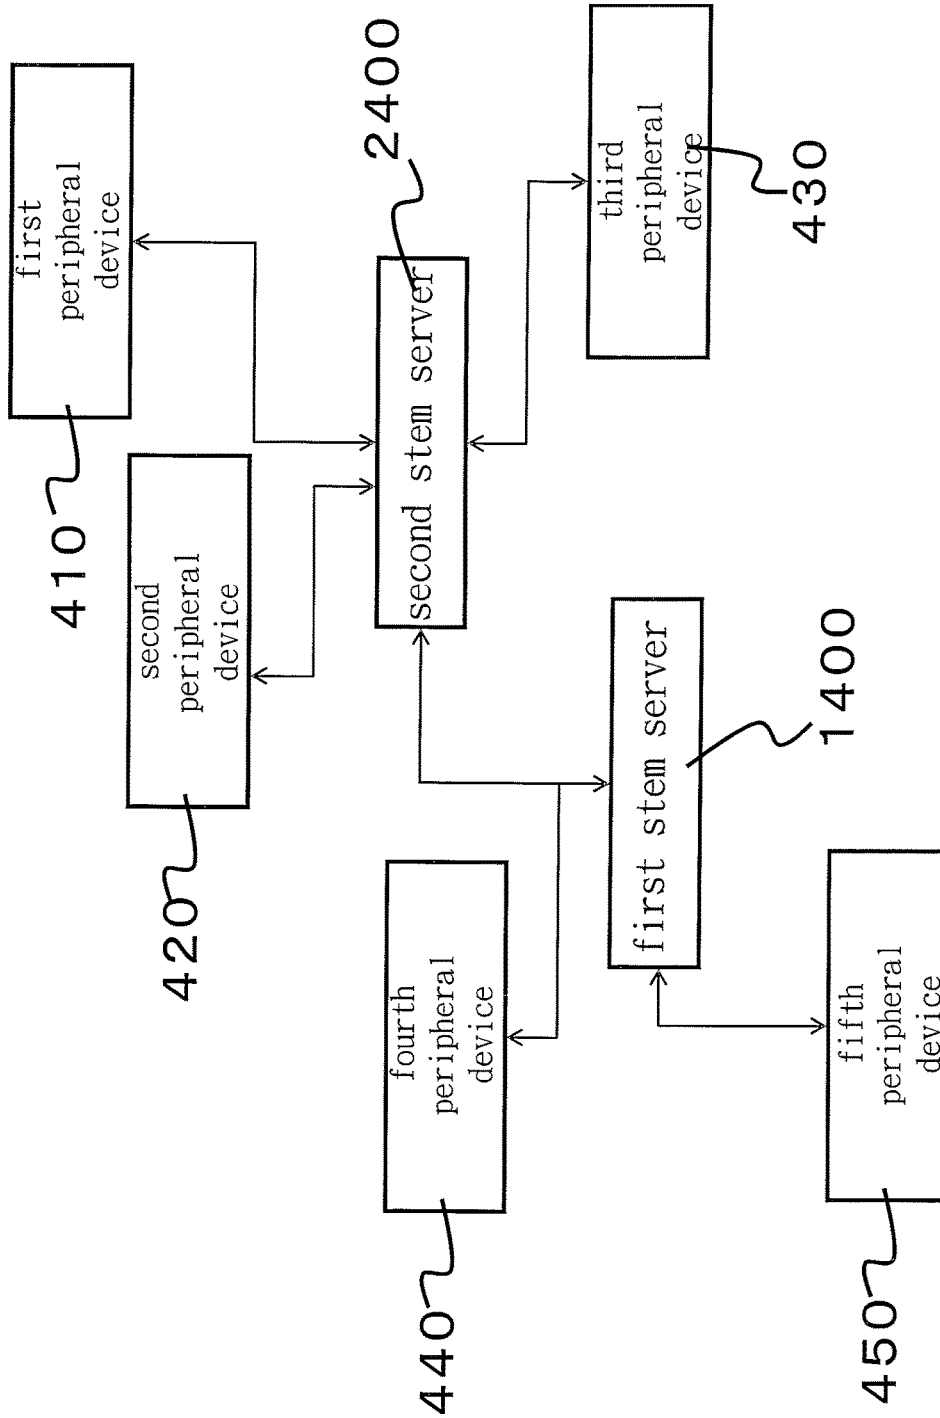 410
first
peripheral
device
420
second
peripheral
device
2400
second stem server
430
third
peripheral
device
440
fourth
peripheral
device
1400
first stem server
450
fifth
peripheral
device